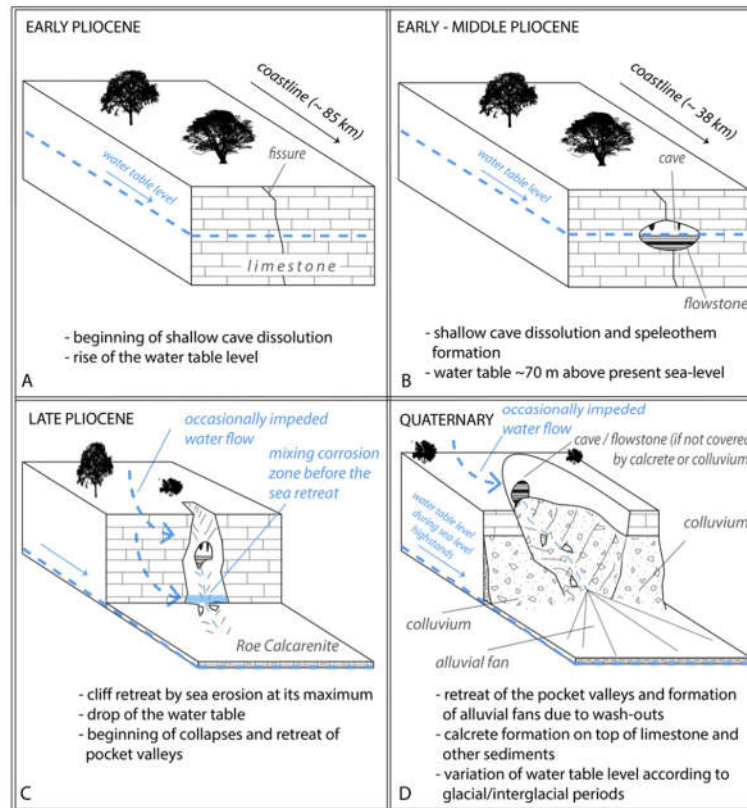 EARLY PLIOCENE
coastline (~ 85 km)
fissure
water table level
limestone
- beginning of shallow cave dissolution
- rise of the water table level
A
EARLY - MIDDLE PLIOCENE
coastline (~ 38 km)
cave
water table level
flowstone
- shallow cave dissolution and speleothem
formation
- water table ~70 m above present sea-level
B
LATE PLIOCENE
occasionally impeded
water flow
mixing corrosion
zone before the
sea retreat
Roe Calcarenite
- cliff retreat by sea erosion at its maximum
- drop of the water table
- beginning of collapses and retreat of
pocket valleys
C
QUATERNARY
occasionally impeded
water flow
cave / flowstone (if not covered
by calcrete or colluvium)
water table level
during sea level
highstands
colluvium
colluvium
alluvial fan
- retreat of the pocket valleys and formation
of alluvial fans due to wash-outs
- calcrete formation on top of limestone and
other sediments
- variation of water table level according to
glacial/interglacial periods
D